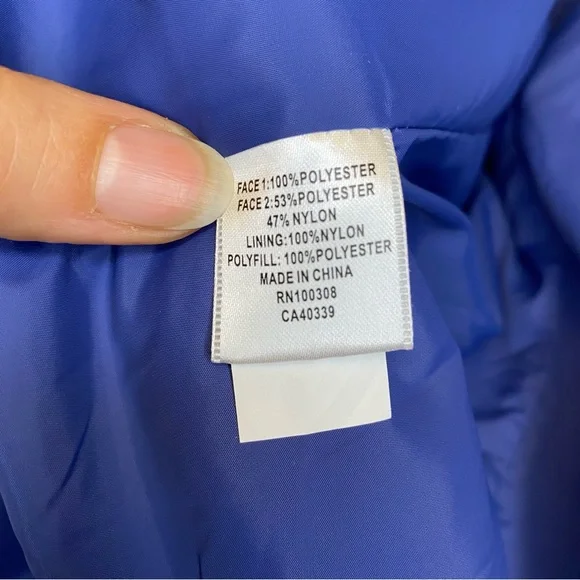 FACE 1:100%POLYESTER
FACE 2:53%POLYESTER
47% NYLON
LINING:100%NYLON
POLYFILL: 100%POLYESTER
MADE IN CHINA
RN100308
CA40339